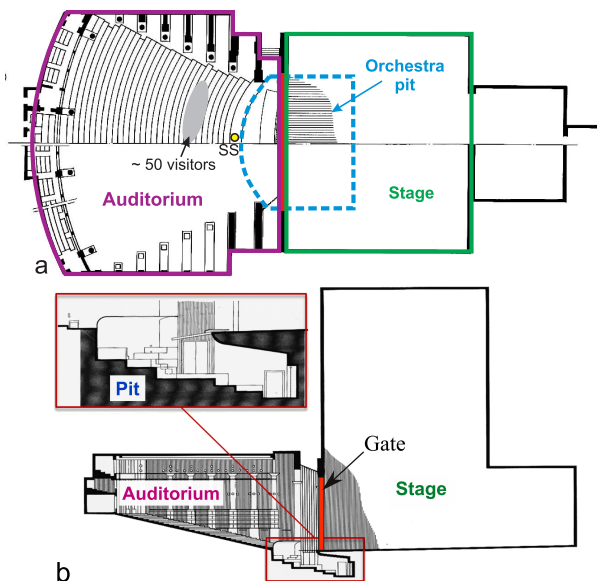 Orchestra
pit
~ 50 visitors
SS
Auditorium
Stage
a
Pit
Gate
Auditorium
Stage
b